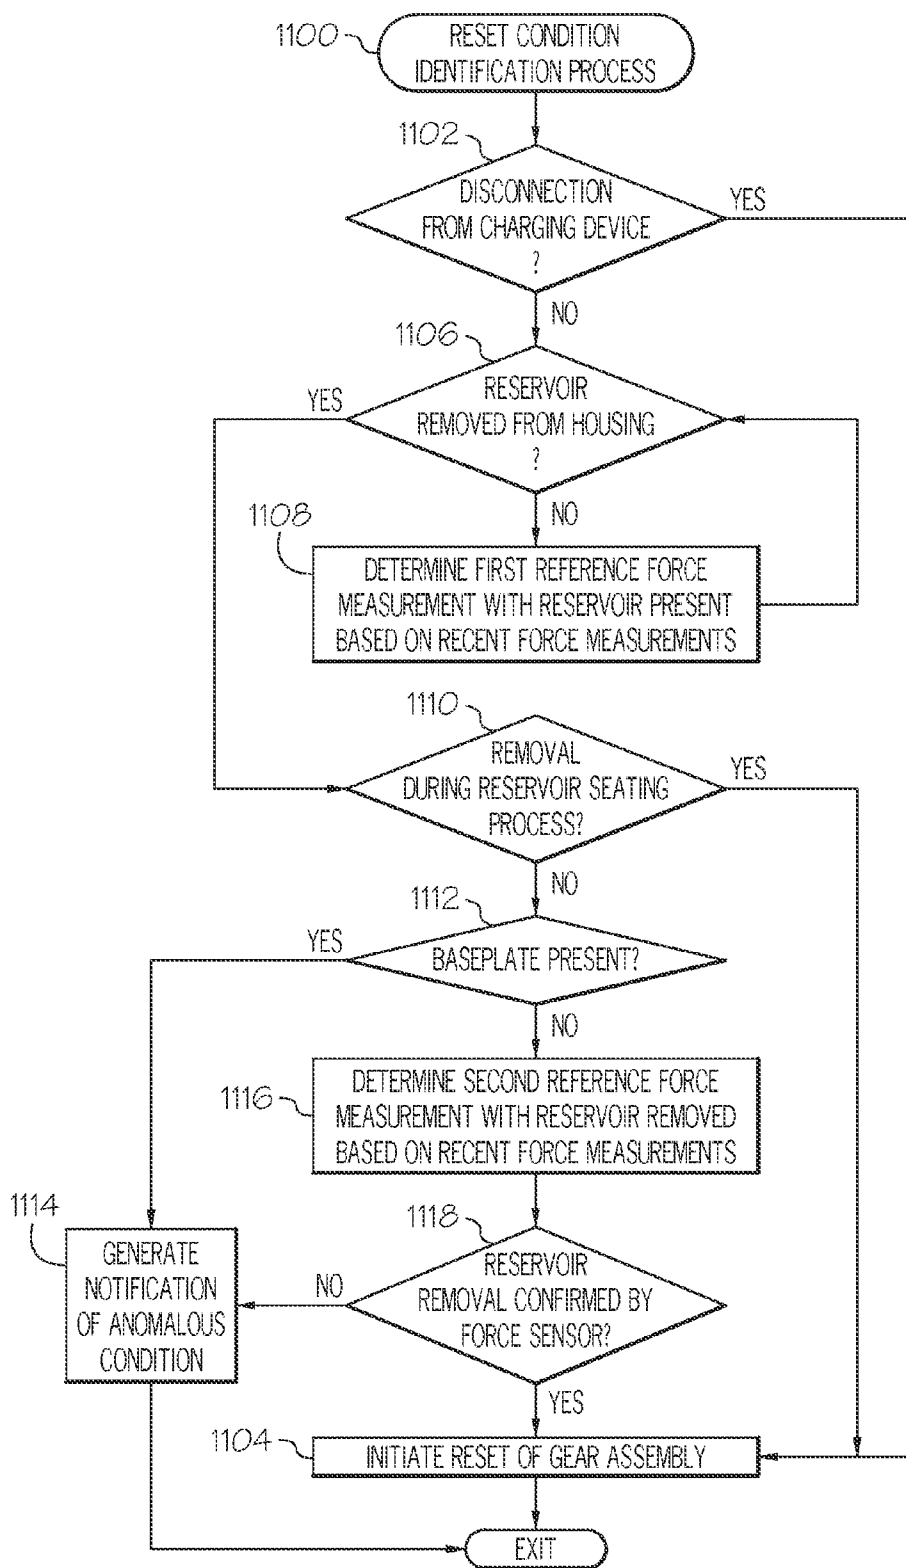 1100
RESET CONDITION
IDENTIFICATION PROCESS
1102
DISCONNECTION
FROM CHARGING DEVICE
?
YES
NO
1106
RESERVOIR
REMOVED FROM HOUSING
?
YES
NO
1108
DETERMINE FIRST REFERENCE FORCE
MEASUREMENT WITH RESERVOIR PRESENT
BASED ON RECENT FORCE MEASUREMENTS
1110
REMOVAL
DURING RESERVOIR SEATING
PROCESS?
YES
NO
1112
BASEPLATE PRESENT?
YES
NO
1116
DETERMINE SECOND REFERENCE FORCE
MEASUREMENT WITH RESERVOIR REMOVED
BASED ON RECENT FORCE MEASUREMENTS
1114
GENERATE
NOTIFICATION
OF ANOMALOUS
CONDITION
1118
RESERVOIR
REMOVAL CONFIRMED BY
FORCE SENSOR?
NO
YES
1104
INITIATE RESET OF GEAR ASSEMBLY
EXIT